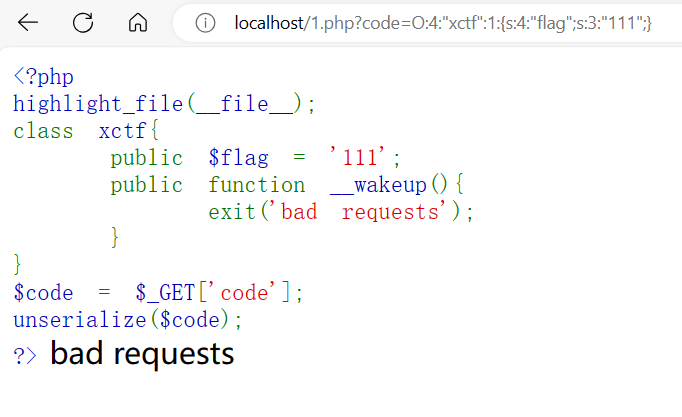 localhost/1.php?code=O:4:"xctf":1:{s:4:"flag";s:3:"111";}
<?php
highlight_file(__file__);
class xctf{
public $flag = '111';
public function __wakeup(){
exit('bad requests');
}
}
$code = $_GET['code'];
unserialize($code);
?> bad requests